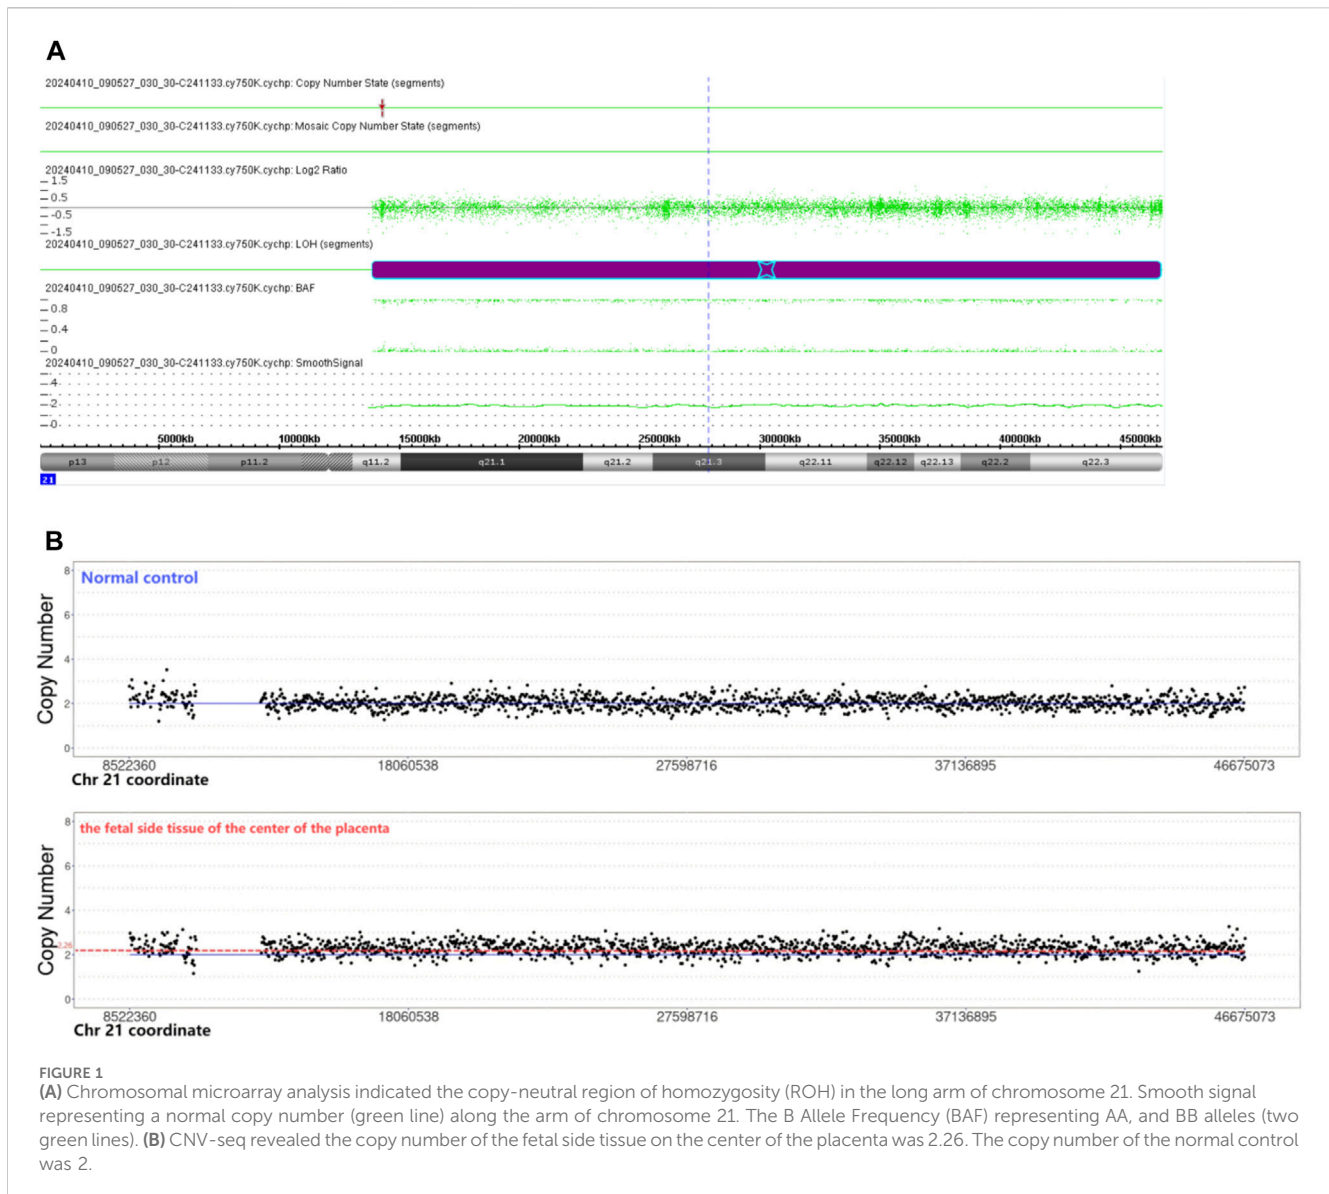 A
20240410_090527_030_30-C241133.cy750K.cychp: Copy Number State (segments)
20240410_090527_030_30-C241133.cy750K.cychp: Mosaic Copy Number State (segments)
20240410_090527_030_30-C241133.cy750K.cychp: Log2 Ratio
1.5
0.5
-0.5
-1.5
20240410_090527_030_30-C241133.cy750K.cychp: LOH (segments)
20240410_090527_030_30-C241133.cy750K.cychp: BAF
0.8
0.4
0
20240410_090527_030_30-C241133.cy750K.cychp: SmoothSignal
4
2
0
5000kb 10000kb 15000kb 20000kb 25000kb 30000kb 35000kb 40000kb 45000kb
p13 p12 p11.2 q11.2 q21.1 q21.2 q21.3 q22.11 q22.12 q22.13 q22.2 q22.3
21
B
Normal control
Copy Number
8
6
4
2
0
8522360 18060538 27598716 37136895 46675073
Chr 21 coordinate
the fetal side tissue of the center of the placenta
Copy Number
8
6
4
2.26
2
0
8522360 18060538 27598716 37136895 46675073
Chr 21 coordinate
FIGURE 1
(A) Chromosomal microarray analysis indicated the copy-neutral region of homozygosity (ROH) in the long arm of chromosome 21. Smooth signal
representing a normal copy number (green line) along the arm of chromosome 21. The B Allele Frequency (BAF) representing AA, and BB alleles (two
green lines). (B) CNV-seq revealed the copy number of the fetal side tissue on the center of the placenta was 2.26. The copy number of the normal control
was 2.